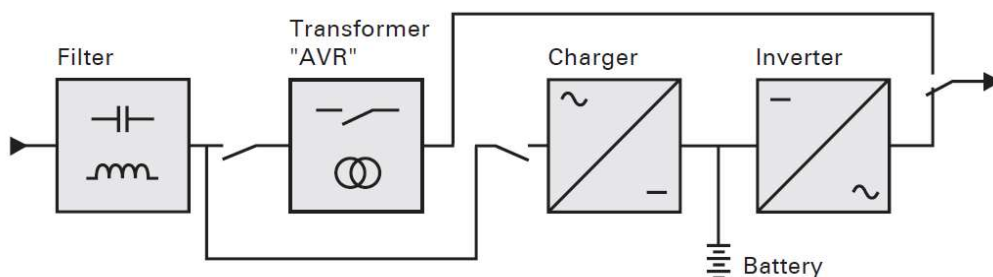 Filter
Transformer
"AVR"
Charger
Inverter
Battery